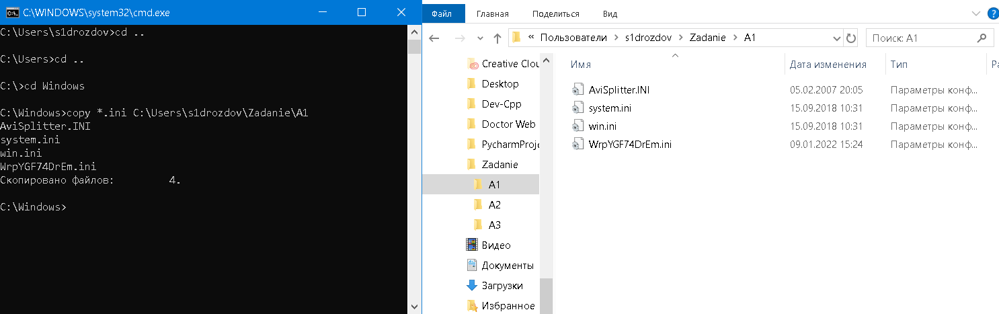 C:\WINDOWS\system32\cmd.exe
C:\Users\s1drozdov>cd ..
C:\Users>cd ..
C:\>cd Windows
C:\Windows>copy *.ini C:\Users\s1drozdov\Zadanie\A1
AviSplitter.INI
system.ini
win.ini
WrpYGF74DrEm.ini
Скопировано файлов: 4.
C:\Windows>
Файл Главная Поделиться Вид
« Пользователи > s1drozdov > Zadanie > A1
Поиск: A1
Creative Clou
Desktop
Dev-Cpp
Doctor Web
PycharmProje
Zadanie
A1
A2
A3
Видео
Документы
Загрузки
Избранное
Имя Дата изменения Тип Ра
AviSplitter.INI 05.02.2007 20:05 Параметры конф...
system.ini 15.09.2018 10:31 Параметры конф...
win.ini 15.09.2018 10:31 Параметры конф...
WrpYGF74DrEm.ini 09.01.2022 15:24 Параметры конф...